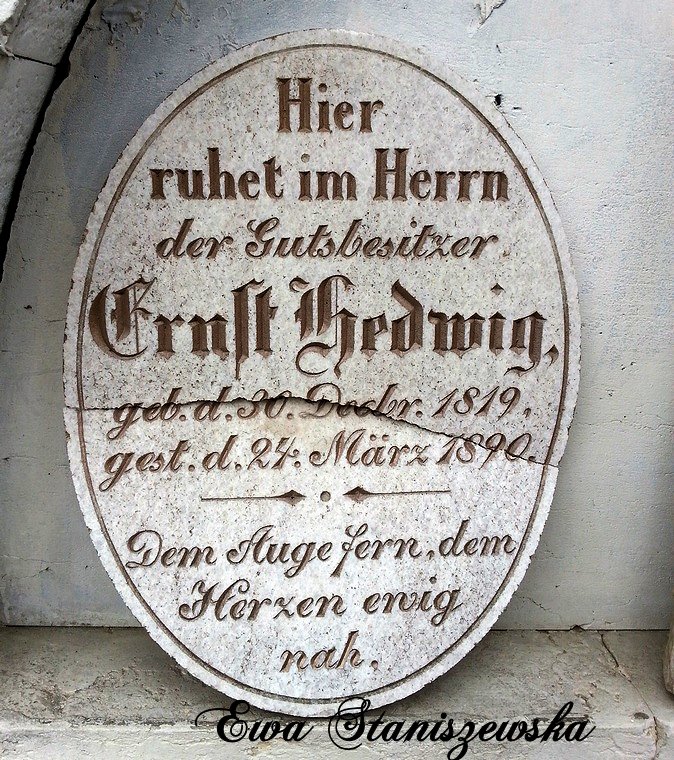 Hier
ruhet im Herrn
der Gutsbesitzer
Ernst Hedwig,
geb. d. 30. Decbr. 1819,
gest. d. 24. März 1890.
Dem Auge fern, dem
Herzen ewig
nah.
Ewa Staniszewska